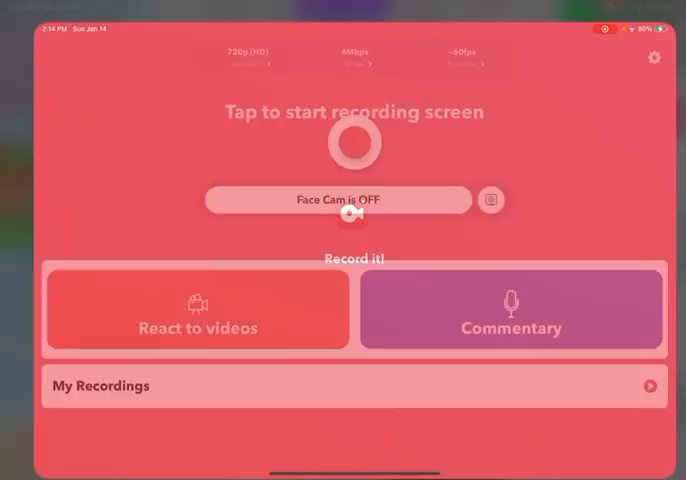 2:14 PM Sun Jan 14
80%
720p(HD) 4Mbps ~60fps
Tap to start recording screen
Face Cam is OFF
Record it!
React to videos Commentary
My Recordings